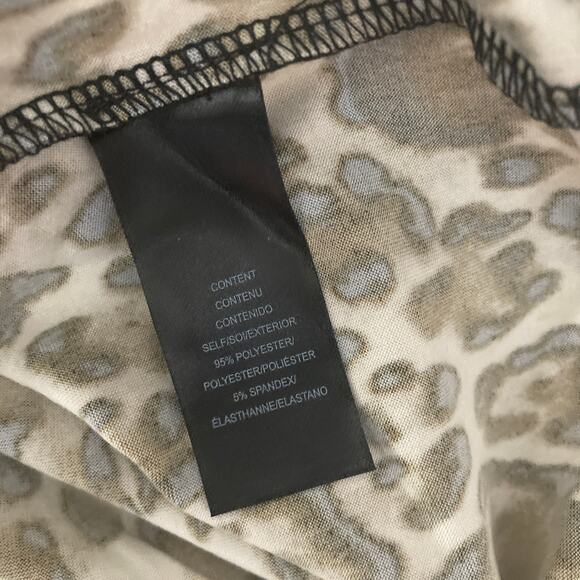 CONTENT
CONTENU
CONTENIDO
SELF/SOI/EXTERIOR
95% POLYESTER/
POLYESTER/POLIÉSTER
5% SPANDEX/
ÉLASTHANNE/ELASTANO